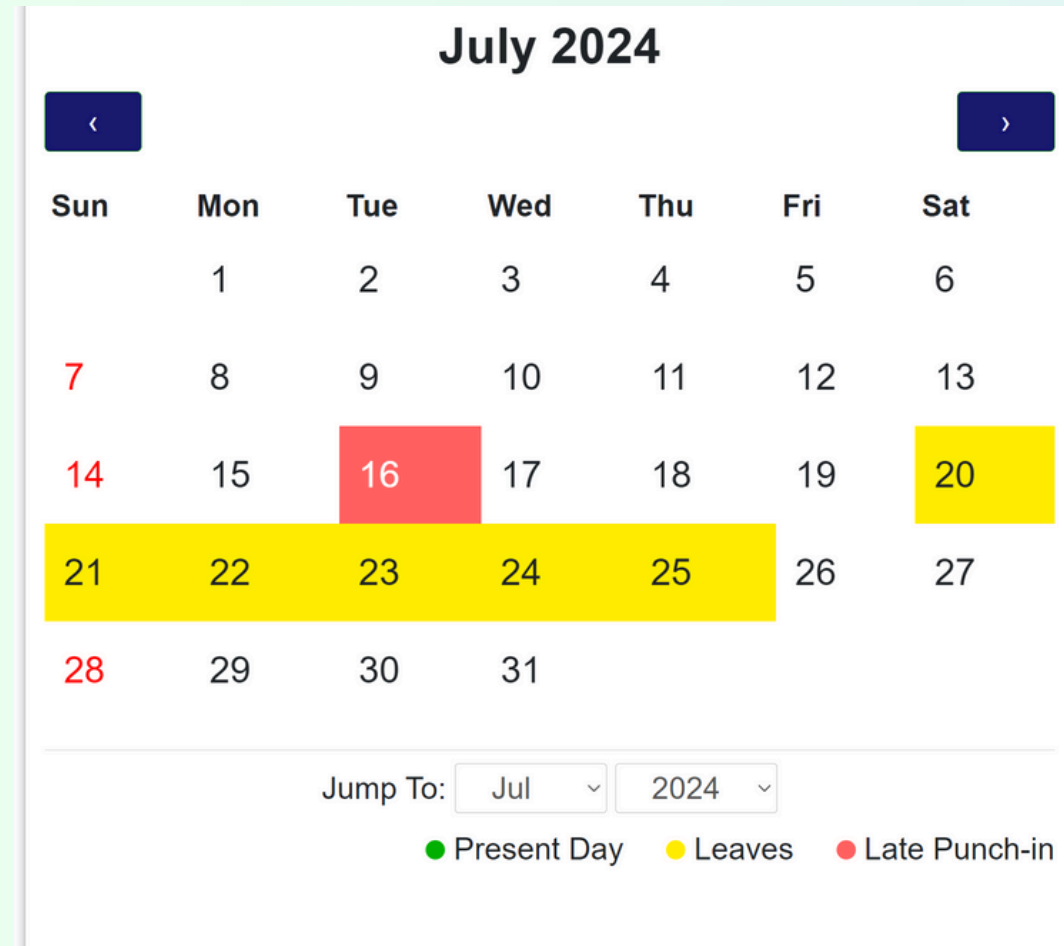 July 2024
‹ ›
Sun Mon Tue Wed Thu Fri Sat
1 2 3 4 5 6
7 8 9 10 11 12 13
14 15 16 17 18 19 20
21 22 23 24 25 26 27
28 29 30 31
Jump To: Jul 2024
Present Day Leaves Late Punch-in